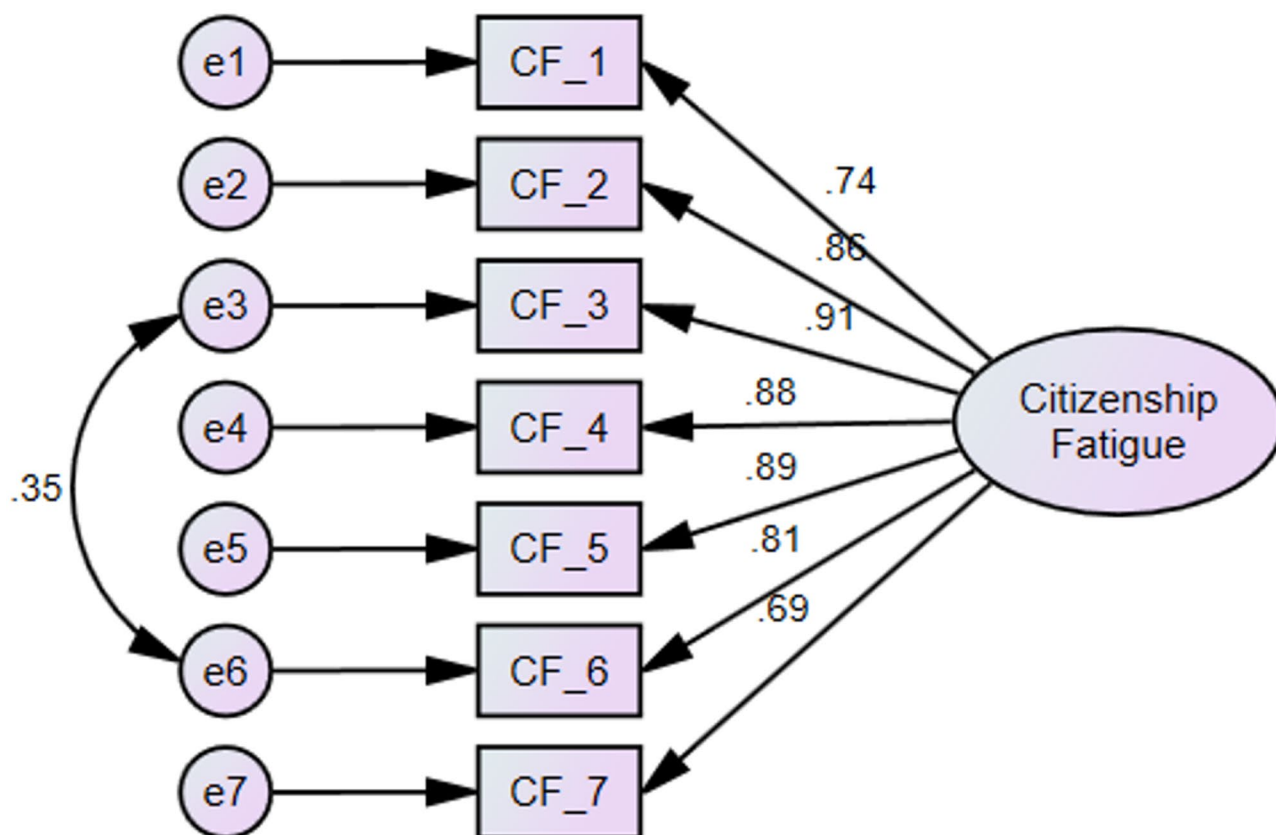 e1
CF_1
.74
e2
CF_2
.86
e3
CF_3
.91
.88
Citizenship
Fatigue
e4
CF_4
.89
.35
e5
CF_5
.81
.69
e6
CF_6
e7
CF_7